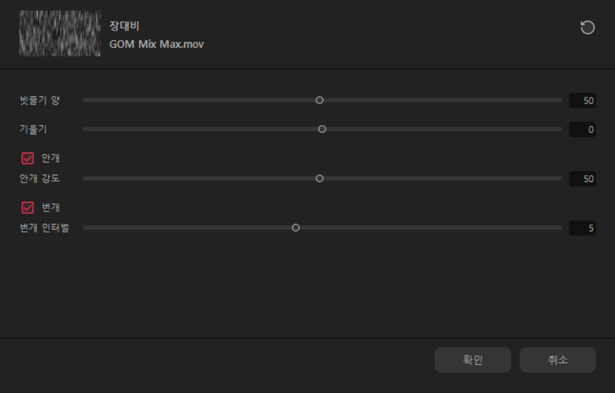 장대비
GOM Mix Max.mov
빗줄기 양 50
기울기 0
안개
안개 강도 50
번개
번개 인터벌 5
확인 취소